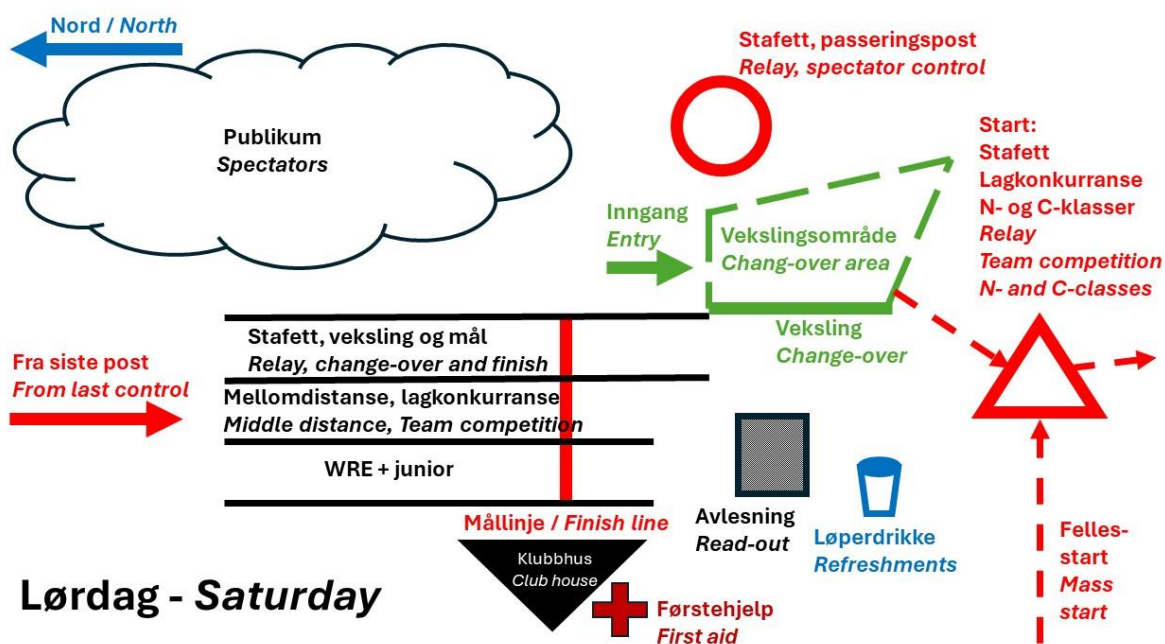 Nord / North
Publikum
Spectators
Stafett, passeringspost
Relay, spectator control
Start:
Stafett
Lagkonkurranse
N- og C-klasser
Relay
Team competition
N- and C-classes
Inngang
Entry
Vekslingsområde
Chang-over area
Veksling
Change-over
Fra siste post
From last control
Stafett, veksling og mål
Relay, change-over and finish
Mellomdistanse, lagkonkurranse
Middle distance, Team competition
WRE + junior
Mållinje / Finish line
Klubbhus
Club house
Avlesning
Read-out
Løperdrikke
Refreshments
Felles-
start
Mass
start
Lørdag - Saturday
Førstehjelp
First aid